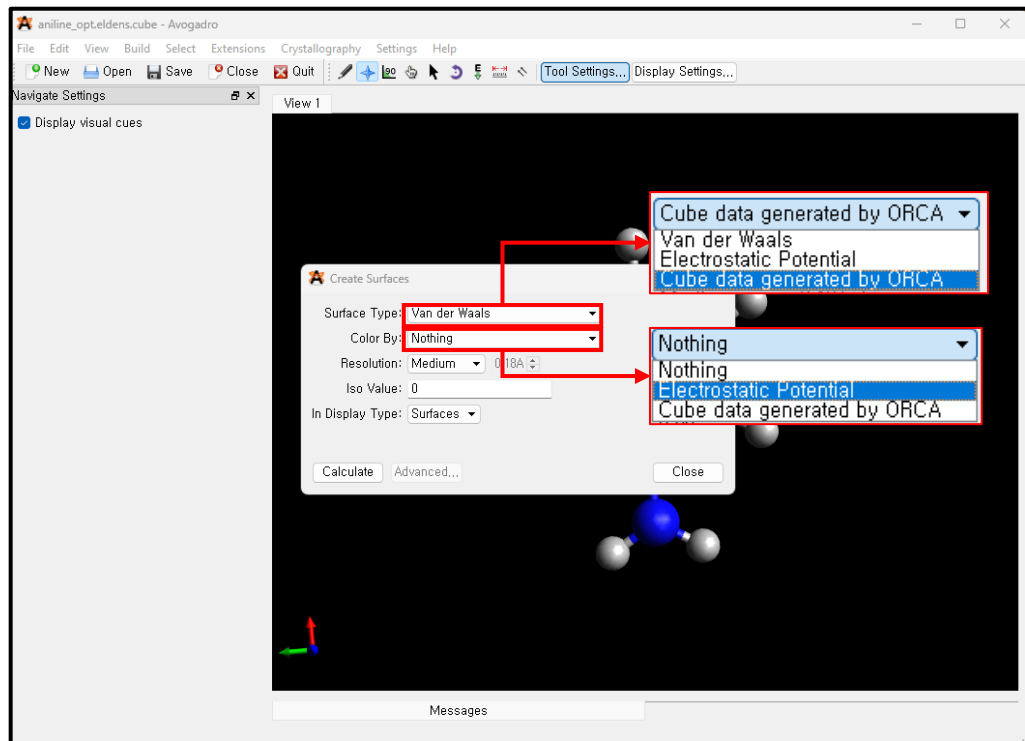 aniline_opt.eldens.cube - Avogadro
File Edit View Build Select Extensions Crystallography Settings Help
New Open Save Close Quit Tool Settings... Display Settings...
Navigate Settings
View 1
Display visual cues
Cube data generated by ORCA
Van der Waals
Electrostatic Potential
Cube data generated by ORCA
Create Surfaces
Surface Type: Van der Waals
Color By: Nothing
Resolution: Medium 0.18A
Iso Value: 0
In Display Type: Surfaces
Nothing
Nothing
Electrostatic Potential
Cube data generated by ORCA
Calculate Advanced... Close
Messages